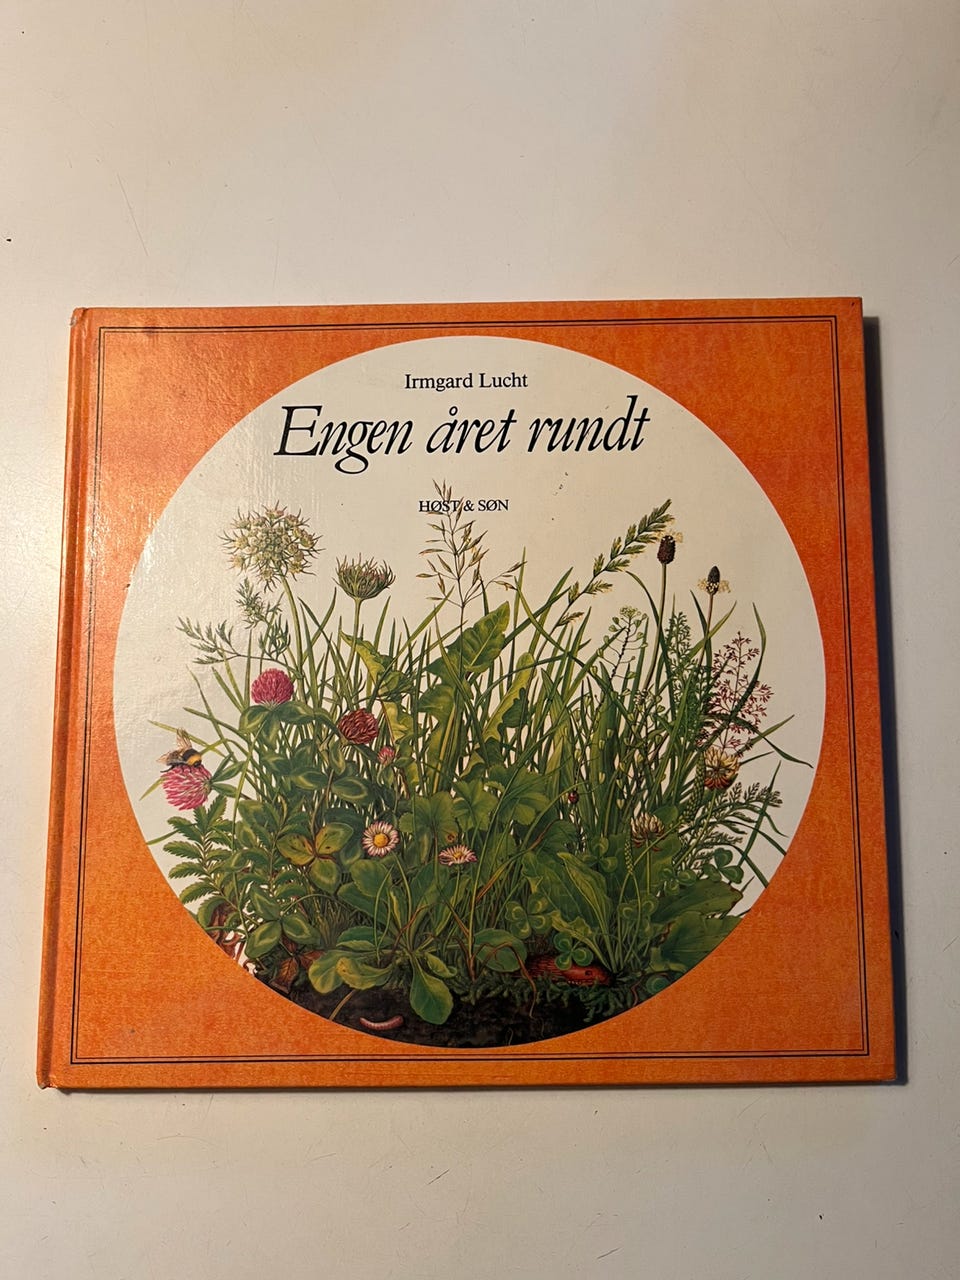 Irmgard Lucht
Engen året rundt
HØST & SØN